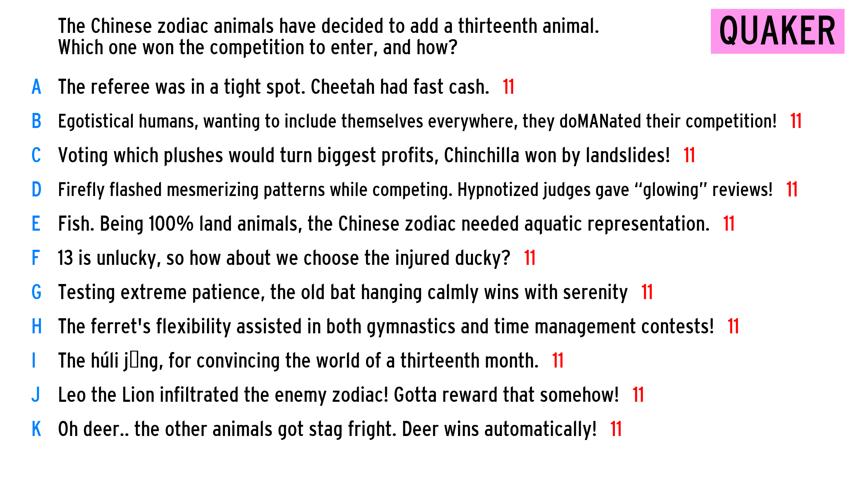 The Chinese zodiac animals have decided to add a thirteenth animal.
Which one won the competition to enter, and how?
QUAKER
A The referee was in a tight spot. Cheetah had fast cash. 11
B Egotistical humans, wanting to include themselves everywhere, they doMANated their competition! 11
C Voting which plushes would turn biggest profits, Chinchilla won by landslides! 11
D Firefly flashed mesmerizing patterns while competing. Hypnotized judges gave “glowing” reviews! 11
E Fish. Being 100% land animals, the Chinese zodiac needed aquatic representation. 11
F 13 is unlucky, so how about we choose the injured ducky? 11
G Testing extreme patience, the old bat hanging calmly wins with serenity 11
H The ferret's flexibility assisted in both gymnastics and time management contests! 11
I The húli j▯ng, for convincing the world of a thirteenth month. 11
J Leo the Lion infiltrated the enemy zodiac! Gotta reward that somehow! 11
K Oh deer.. the other animals got stag fright. Deer wins automatically! 11